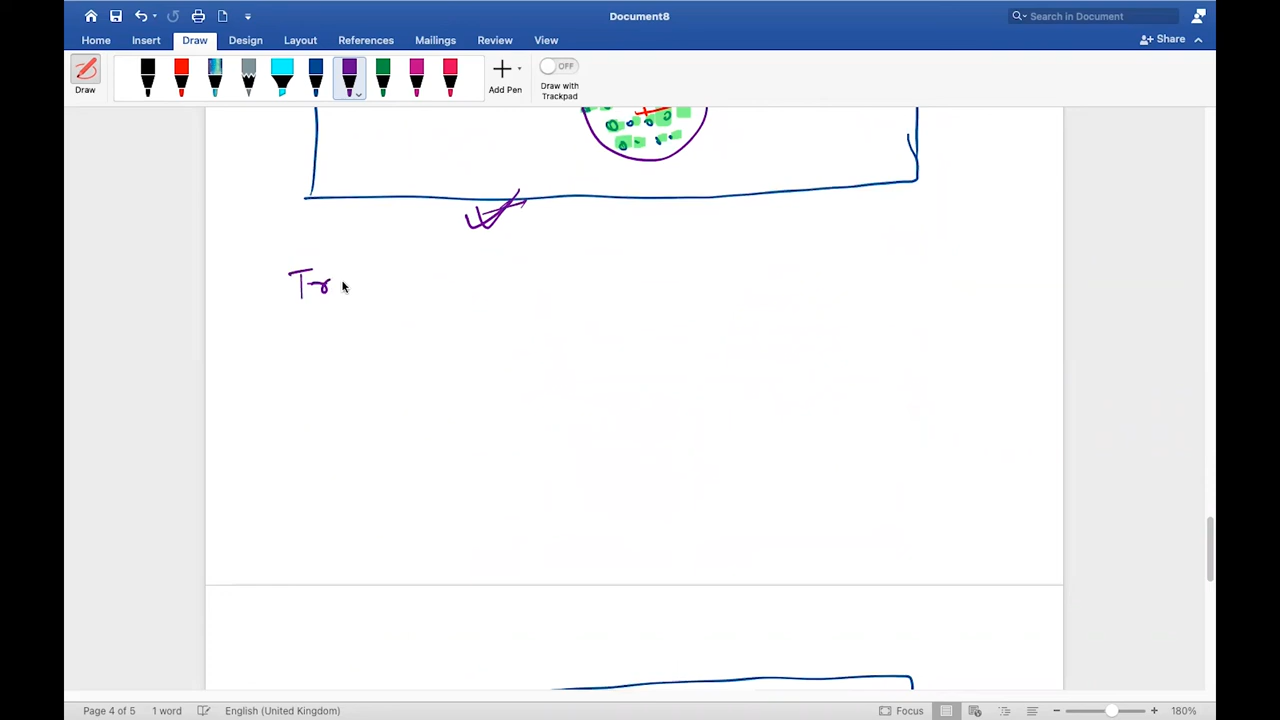 Document8
Search in Document
Home Insert Draw Design Layout References Mailings Review View
Share
Draw
Add Pen
OFF
Draw with
Trackpad
Tr
Page 4 of 5 1 word English (United Kingdom) Focus 180%